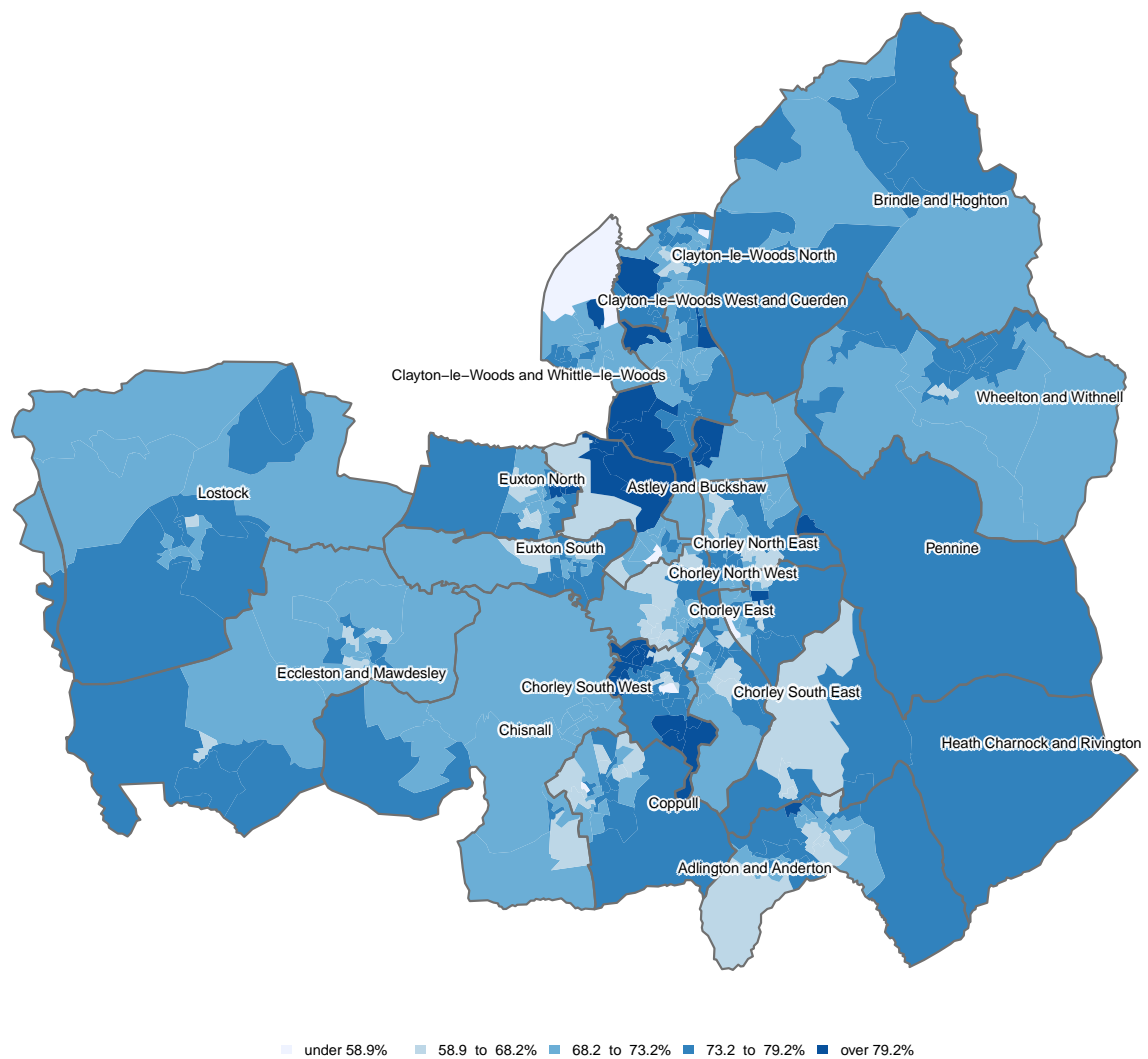 Brindle and Hoghton
Clayton−le−Woods North
Clayton−le−Woods West and Cuerden
Clayton−le−Woods and Whittle−le−Woods
Wheelton and Withnell
Euxton North
Astley and Buckshaw
Lostock
Chorley North East
Euxton South
Pennine
Chorley North West
Chorley East
Eccleston and Mawdesley
Chorley South West
Chorley South East
Chisnall
Heath Charnock and Rivington
Coppull
Adlington and Anderton
under 58.9% 58.9 to 68.2% 68.2 to 73.2% 73.2 to 79.2% over 79.2%